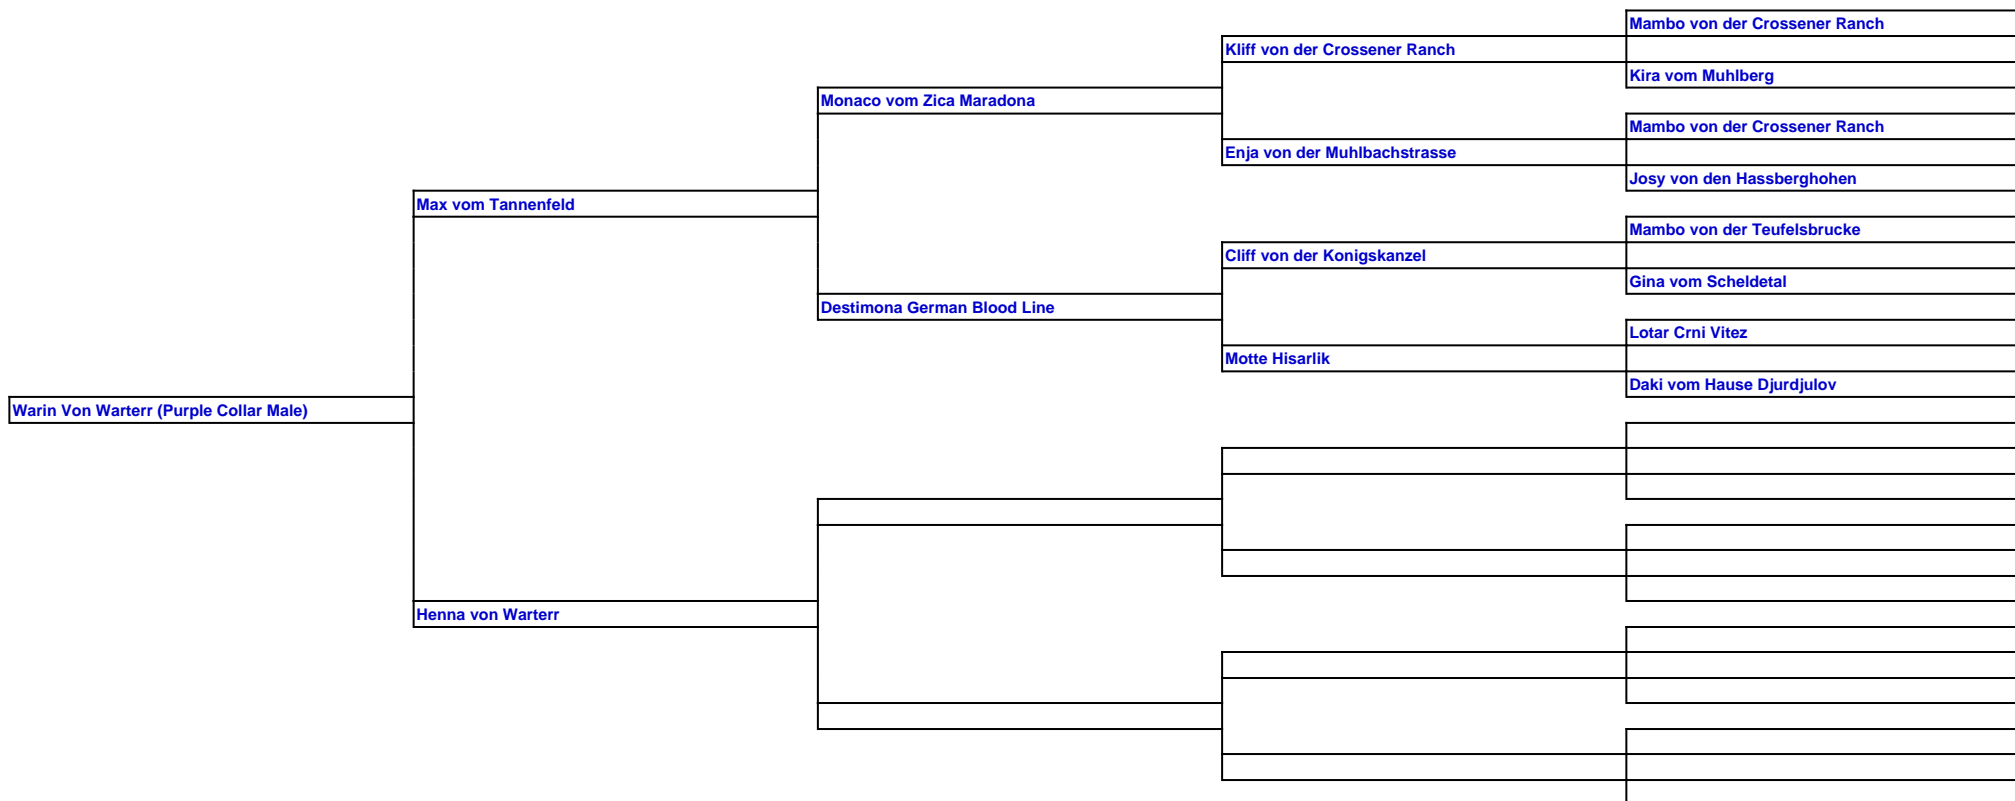 Mambo von der Crossener Ranch
Kliff von der Crossener Ranch
Kira vom Muhlberg
Monaco vom Zica Maradona
Mambo von der Crossener Ranch
Enja von der Muhlbachstrasse
Josy von den Hassberghohen
Max vom Tannenfeld
Mambo von der Teufelsbrucke
Cliff von der Konigskanzel
Gina vom Scheldetal
Destimona German Blood Line
Lotar Crni Vitez
Motte Hisarlik
Daki vom Hause Djurdjulov
Warin Von Warterr (Purple Collar Male)
Henna von Warterr